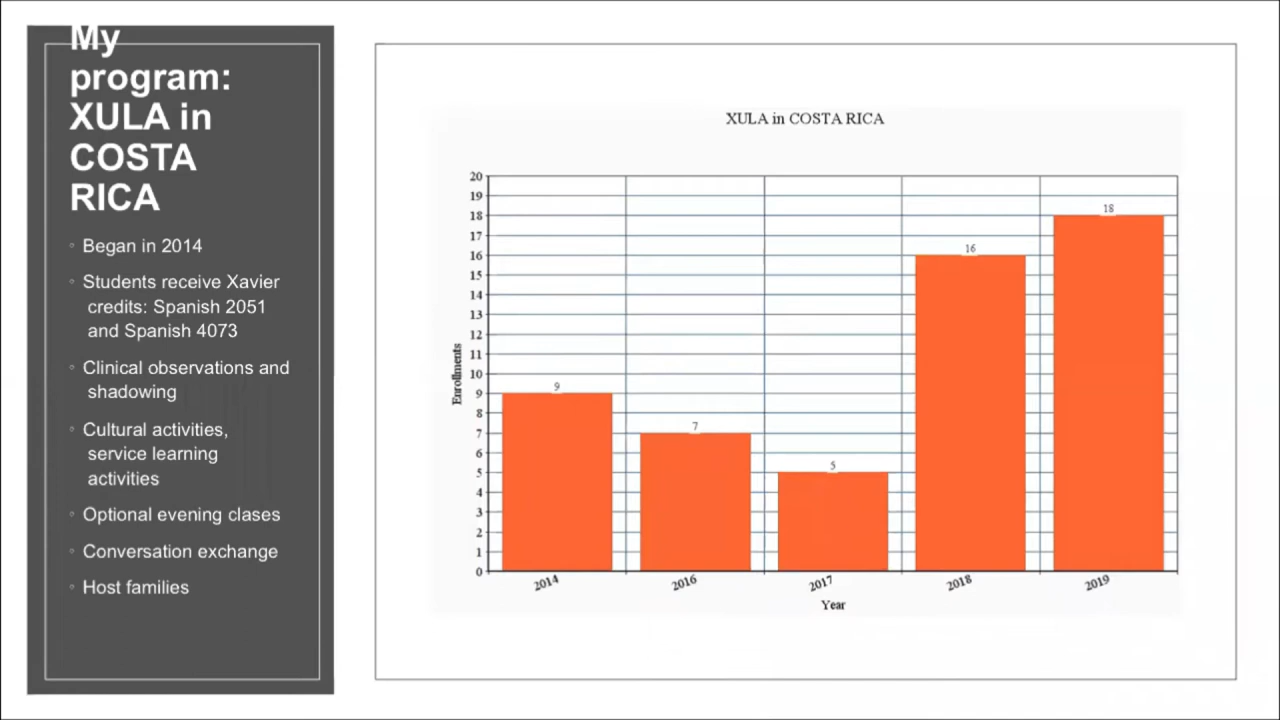 My
program:
XULA in
COSTA
RICA
◦ Began in 2014
◦ Students receive Xavier
credits: Spanish 2051
and Spanish 4073
◦ Clinical observations and
shadowing
◦ Cultural activities,
service learning
activities
◦ Optional evening clases
◦ Conversation exchange
◦ Host families
XULA in COSTA RICA
Enrollments
20
19
18
17
16
15
14
13
12
11
10
9
8
7
6
5
4
3
2
1
0
9
7
5
16
18
2014 2016 2017 2018 2019
Year